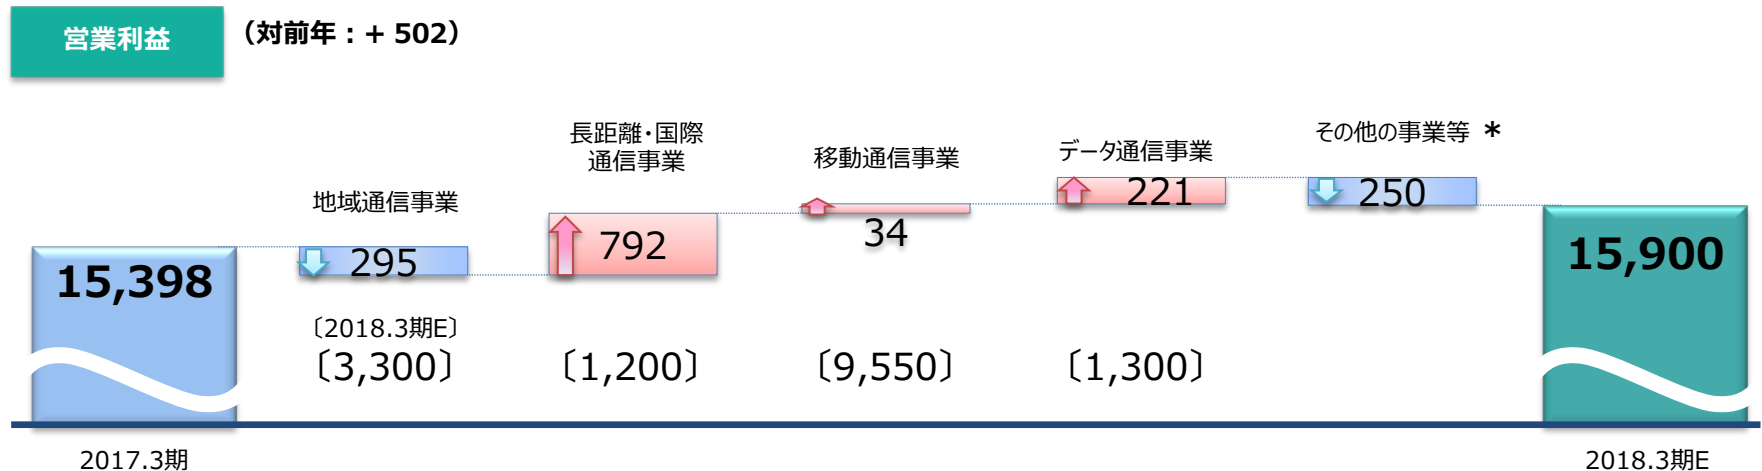 営業利益
（対前年：+ 502）
地域通信事業
長距離・国際
通信事業
移動通信事業
データ通信事業
その他の事業等 *
15,398
295
792
34
221
250
15,900
〔2018.3期E〕
〔3,300〕
〔1,200〕
〔9,550〕
〔1,300〕
2017.3期
2018.3期E